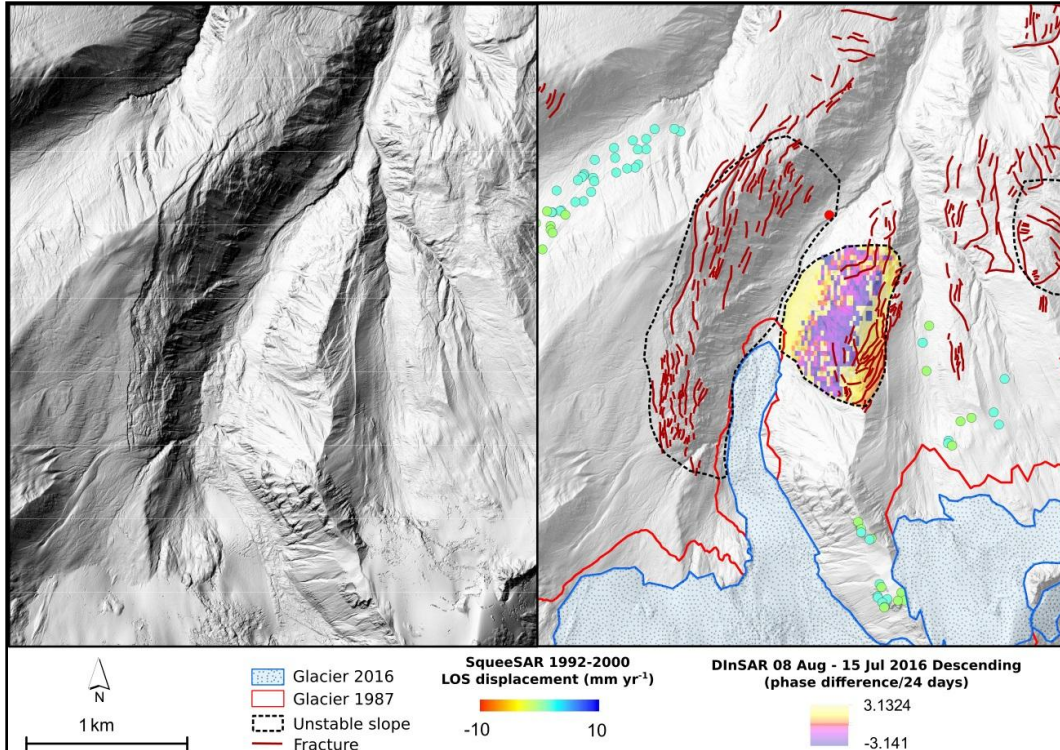 N
1 km
Glacier 2016
Glacier 1987
Unstable slope
Fracture
SqueeSAR 1992-2000
LOS displacement (mm yr⁻¹)
-10 10
DInSAR 08 Aug - 15 Jul 2016 Descending
(phase difference/24 days)
3.1324
-3.141